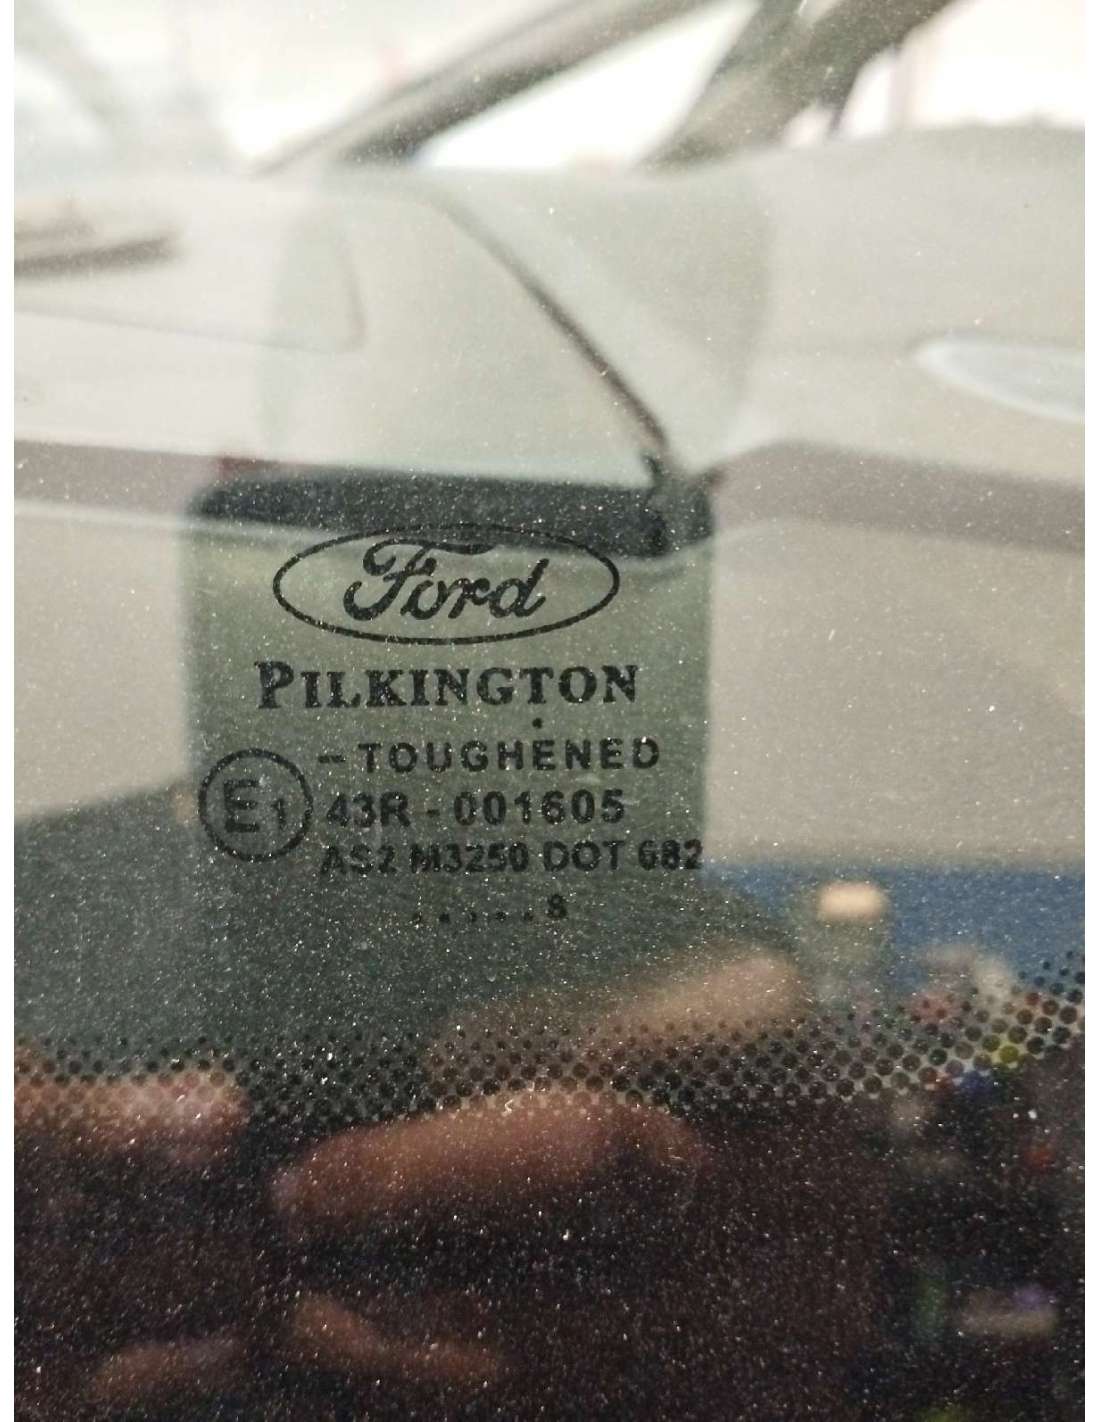 Ford
PILKINGTON
- TOUGHENED
E1 43R - 001605
AS2 M3250 DOT 682
. . . . . . 8